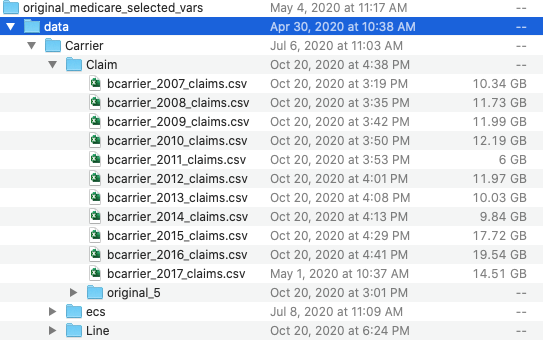 original_medicare_selected_vars May 4, 2020 at 11:17 AM --
data Apr 30, 2020 at 10:38 AM --
Carrier Jul 6, 2020 at 11:03 AM --
Claim Oct 20, 2020 at 4:38 PM --
bcarrier_2007_claims.csv Oct 20, 2020 at 3:19 PM 10.34 GB
bcarrier_2008_claims.csv Oct 20, 2020 at 3:35 PM 11.73 GB
bcarrier_2009_claims.csv Oct 20, 2020 at 3:42 PM 11.99 GB
bcarrier_2010_claims.csv Oct 20, 2020 at 3:50 PM 12.19 GB
bcarrier_2011_claims.csv Oct 20, 2020 at 3:53 PM 6 GB
bcarrier_2012_claims.csv Oct 20, 2020 at 4:01 PM 11.97 GB
bcarrier_2013_claims.csv Oct 20, 2020 at 4:08 PM 10.03 GB
bcarrier_2014_claims.csv Oct 20, 2020 at 4:13 PM 9.84 GB
bcarrier_2015_claims.csv Oct 20, 2020 at 4:29 PM 17.72 GB
bcarrier_2016_claims.csv Oct 20, 2020 at 4:41 PM 19.54 GB
bcarrier_2017_claims.csv May 1, 2020 at 10:37 AM 14.51 GB
original_5 Oct 20, 2020 at 3:01 PM --
ecs Jul 8, 2020 at 11:09 AM --
Line Oct 20, 2020 at 6:24 PM --